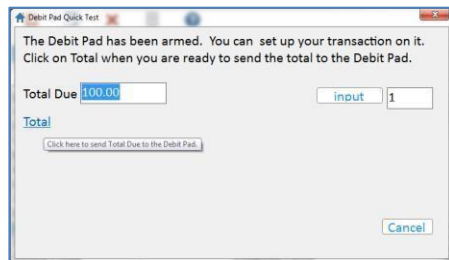 Debit Pad Quick Test
The Debit Pad has been armed. You can set up your transaction on it.
Click on Total when you are ready to send the total to the Debit Pad.
Total Due 100.00 input 1
Total
Click here to send Total Due to the Debit Pad.
Cancel